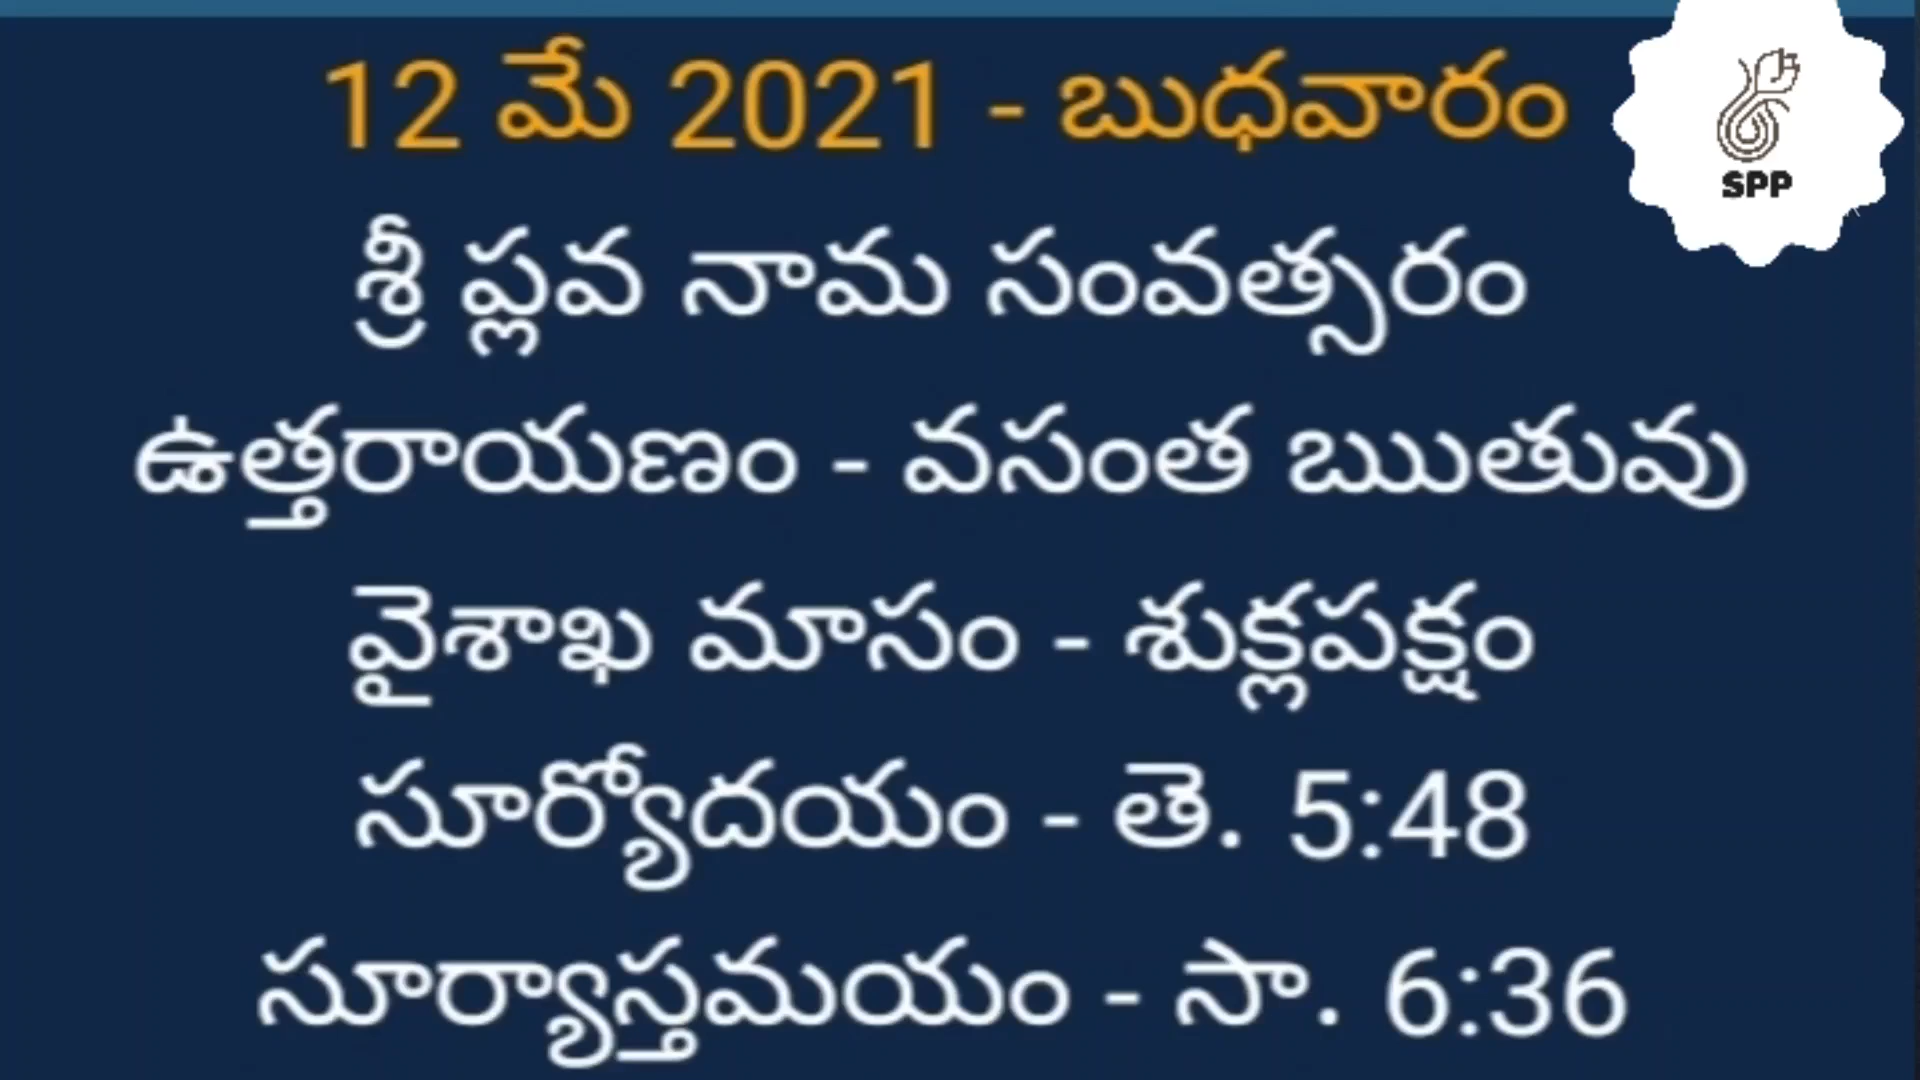 12 మే 2021 - బుధవారం
SPP
శ్రీ ప్లవ నామ సంవత్సరం
ఉత్తరాయణం - వసంత ఋతువు
వైశాఖ మాసం - శుక్లపక్షం
సూర్యోదయం - తె. 5:48
సూర్యాస్తమయం - సా. 6:36